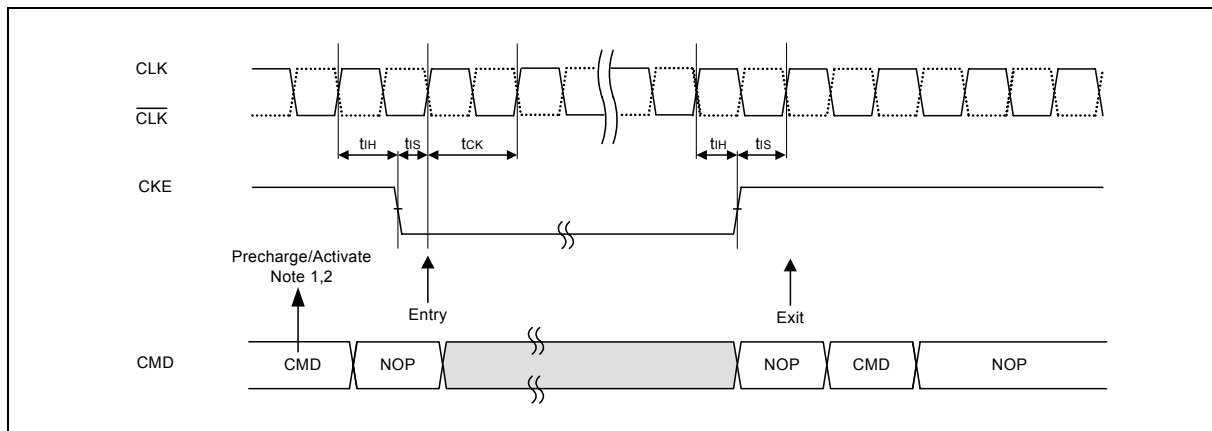 CLK
CLK
tIH tIS tCK tIH tIS
CKE
Precharge/Activate
Note 1,2
Entry
Exit
CMD
CMD NOP NOP CMD NOP